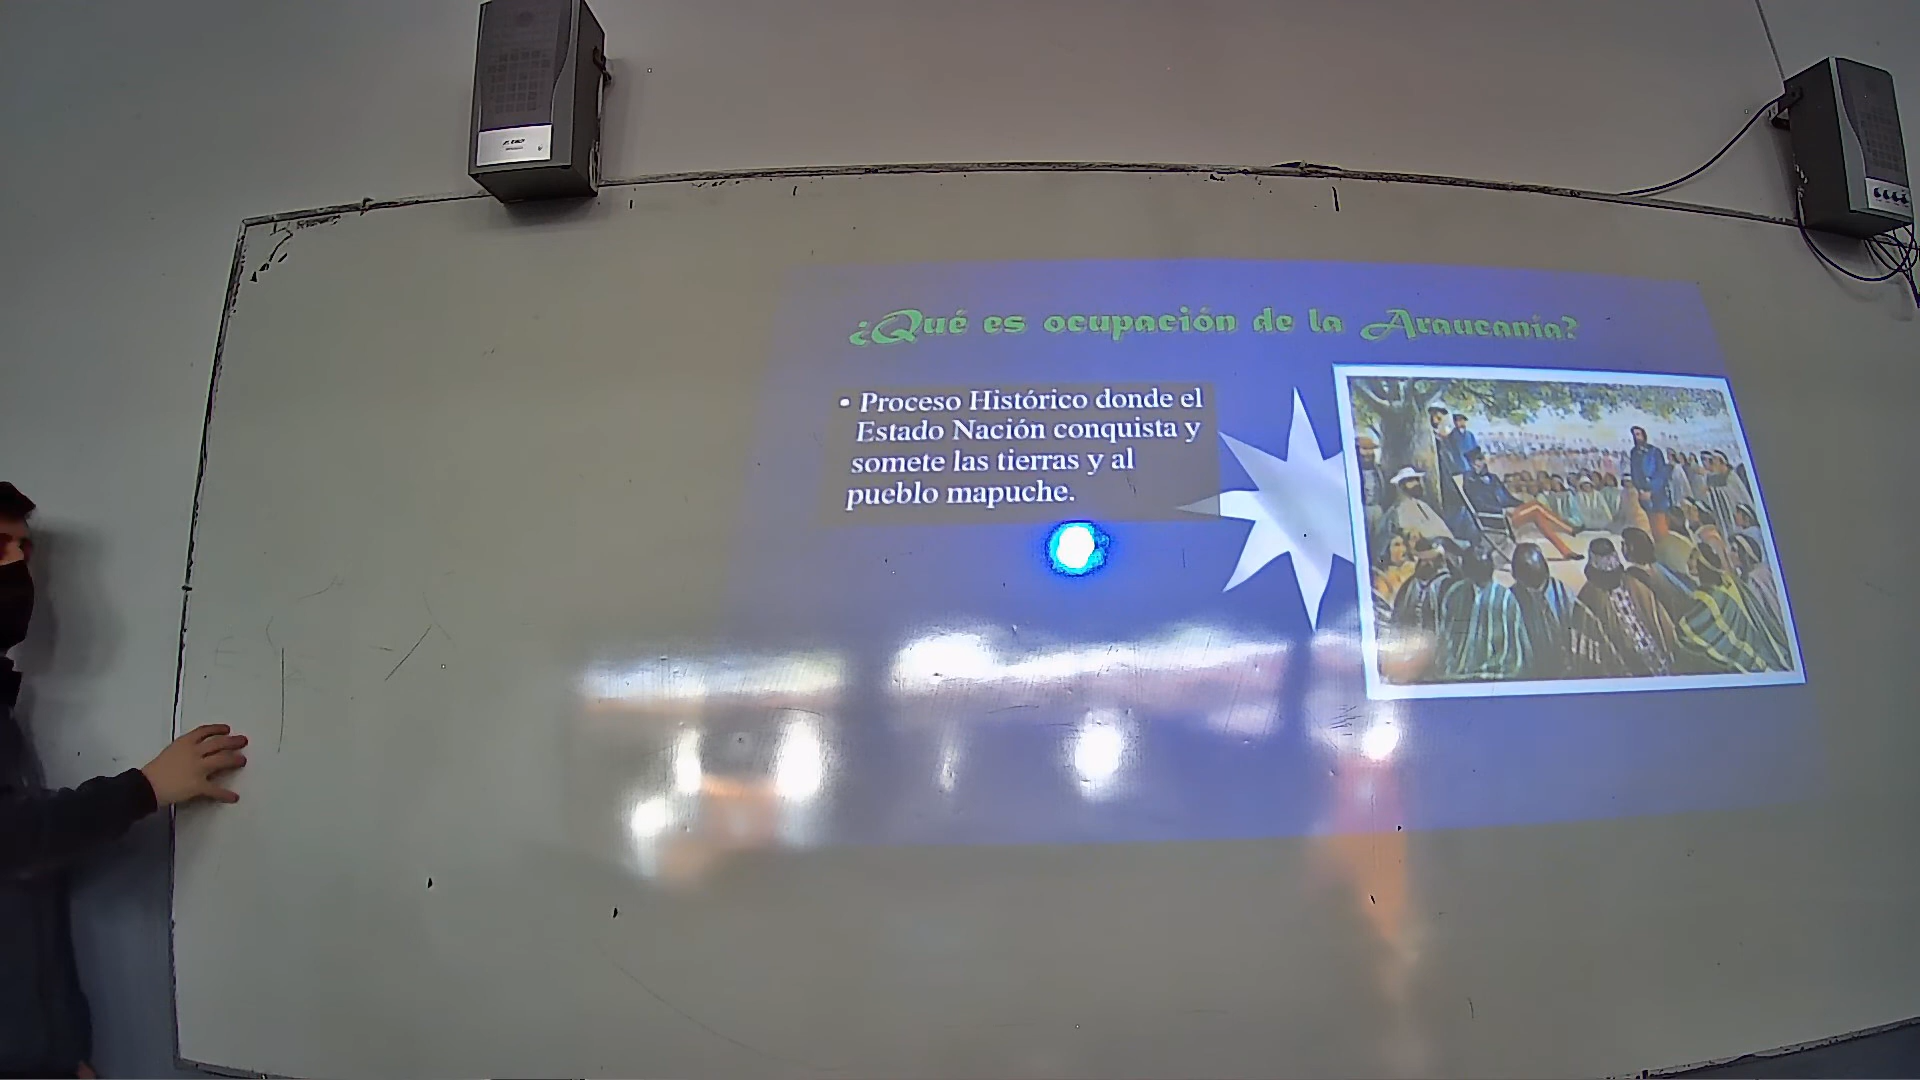 ¿Qué es ocupación de la Araucanía?
• Proceso Histórico donde el
Estado Nación conquista y
somete las tierras y al
pueblo mapuche.